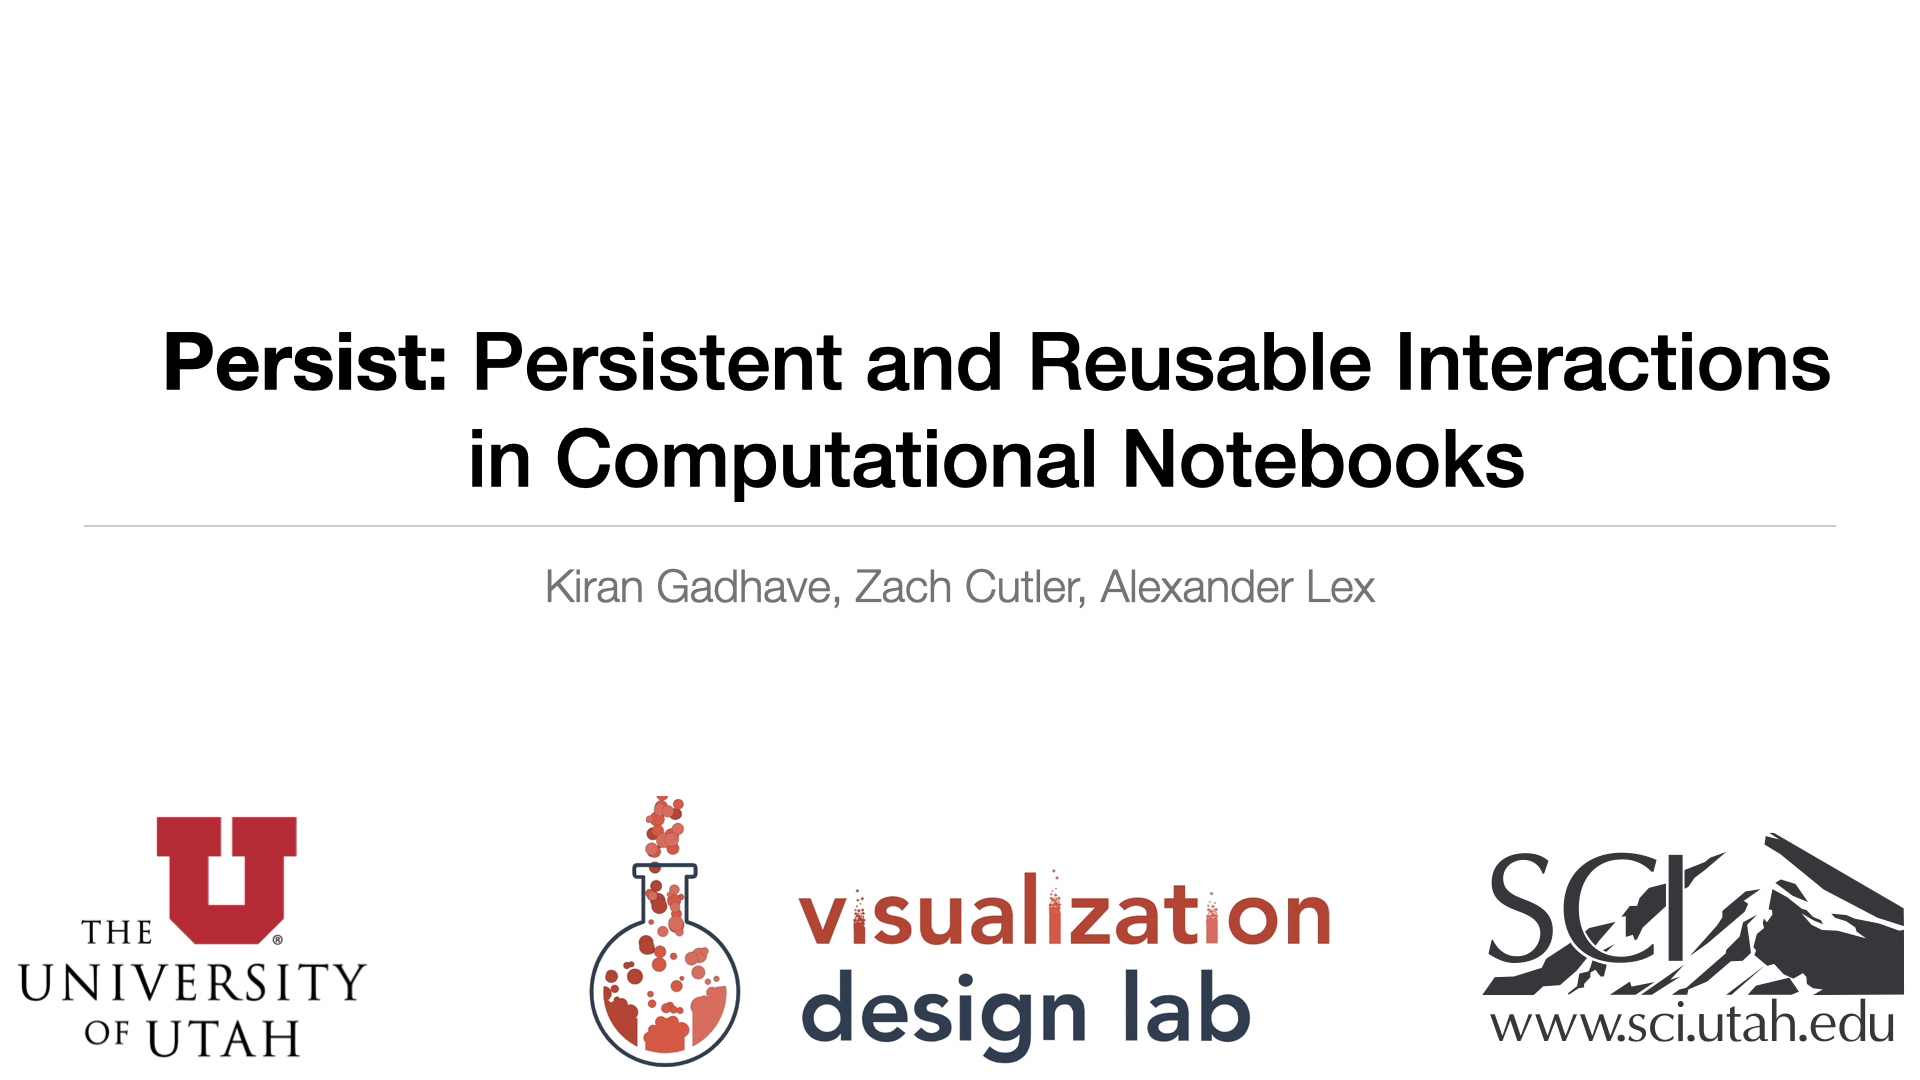 Persist: Persistent and Reusable Interactions
in Computational Notebooks
Kiran Gadhave, Zach Cutler, Alexander Lex
THE
UNIVERSITY
OF UTAH
®
visualization
design lab
SCI
www.sci.utah.edu